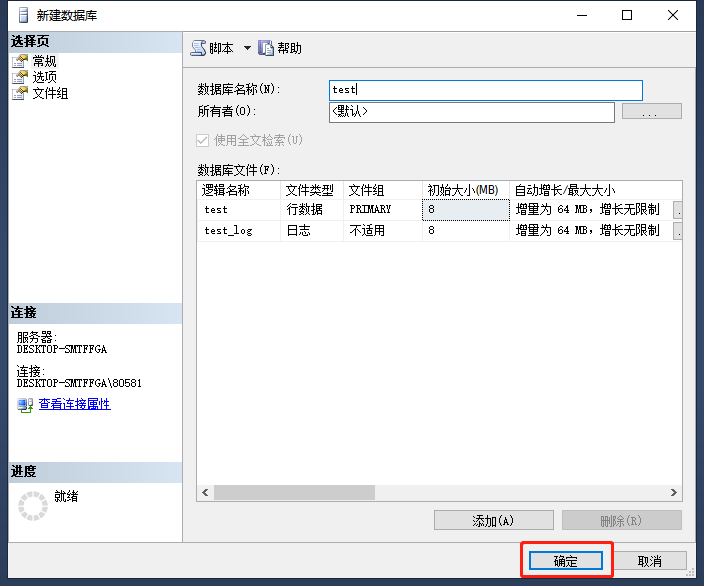 新建数据库
选择页
常规
选项
文件组
脚本 帮助
数据库名称(N): test
所有者(O): <默认> ...
使用全文检索(U)
数据库文件(F):
逻辑名称 文件类型 文件组 初始大小(MB) 自动增长/最大大小
test 行数据 PRIMARY 8 增量为 64 MB，增长无限制
test_log 日志 不适用 8 增量为 64 MB，增长无限制
连接
服务器:
DESKTOP-SMTFFGA
连接:
DESKTOP-SMTFFGA\80581
查看连接属性
进度
就绪
添加(A) 删除(R)
确定 取消